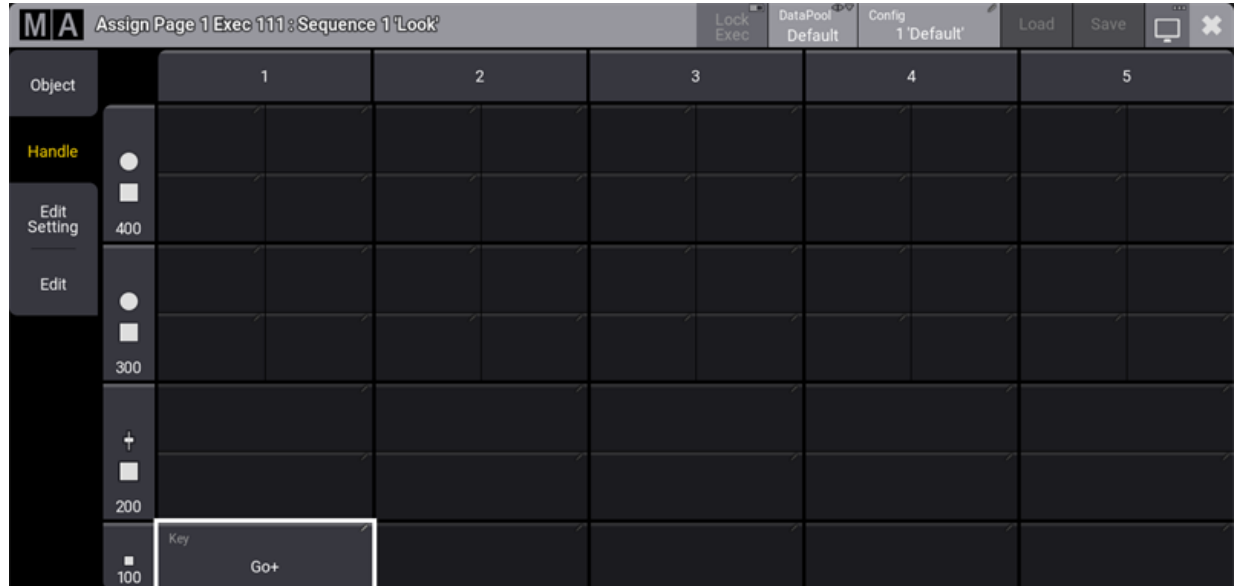 MA Assign Page 1 Exec 111 : Sequence 1 'Look'
Lock
Exec
DataPool
Default
Config
1 'Default'
Load
Save
Object
1
2
3
4
5
Handle
Edit
Setting
400
Edit
300
200
Key
Go+
100